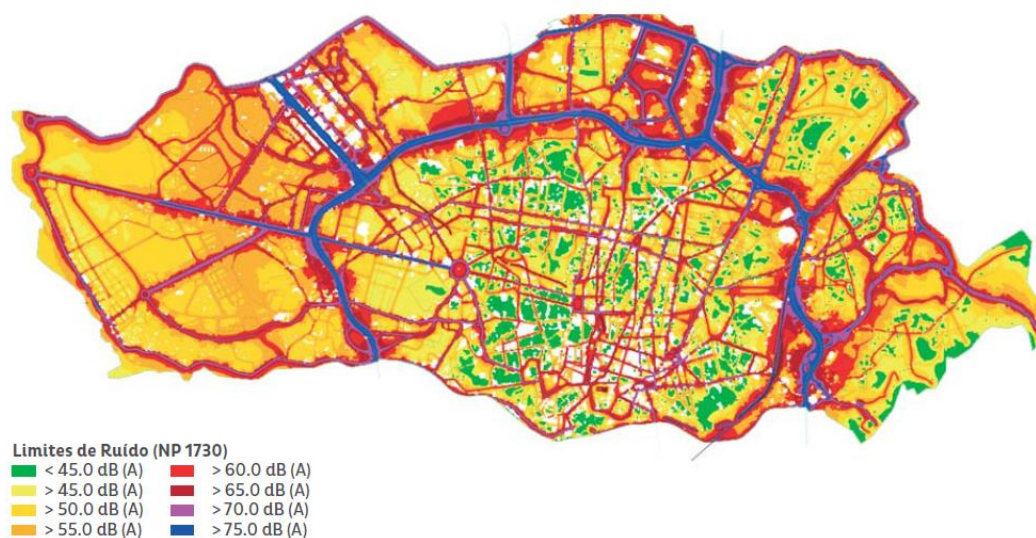 Limites de Ruído (NP 1730)
< 45.0 dB (A)
> 45.0 dB (A)
> 50.0 dB (A)
> 55.0 dB (A)
> 60.0 dB (A)
> 65.0 dB (A)
>70.0 dB (A)
>75.0 dB (A)